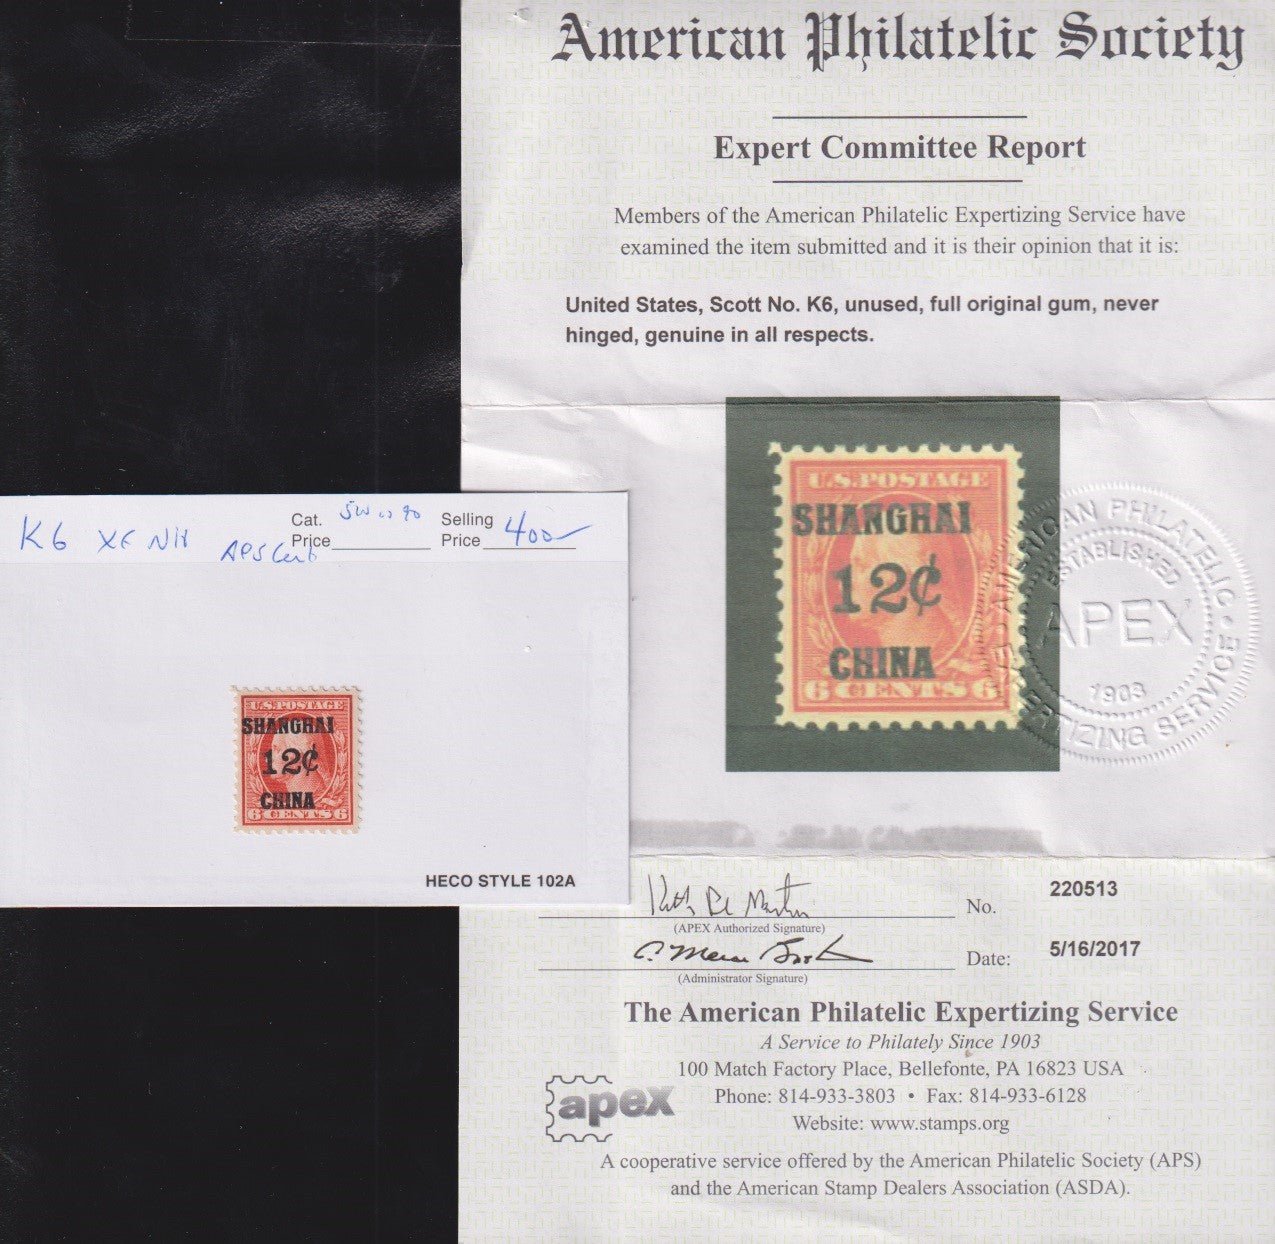 American Philatelic Society
Expert Committee Report
Members of the American Philatelic Expertizing Service have
examined the item submitted and it is their opinion that it is:
United States, Scott No. K6, unused, full original gum, never
hinged, genuine in all respects.
U.S. POSTAGE
SHANGHAI
12¢
CHINA
6 CENTS 6
AMERICAN PHILATELIC
EXPERTIZING SERVICE
ESTABLISHED
APEX
1903
K6 XF NH
APS Cert
Cat.
Price
Selling
Price 400
U.S. POSTAGE
SHANGHAI
12¢
CHINA
6 CENTS 6
HECO STYLE 102A
No. 220513
(APEX Authorized Signature)
Date: 5/16/2017
(Administrator Signature)
The American Philatelic Expertizing Service
A Service to Philately Since 1903
100 Match Factory Place, Bellefonte, PA 16823 USA
Phone: 814-933-3803 • Fax: 814-933-6128
Website: www.stamps.org
apex
A cooperative service offered by the American Philatelic Society (APS)
and the American Stamp Dealers Association (ASDA).